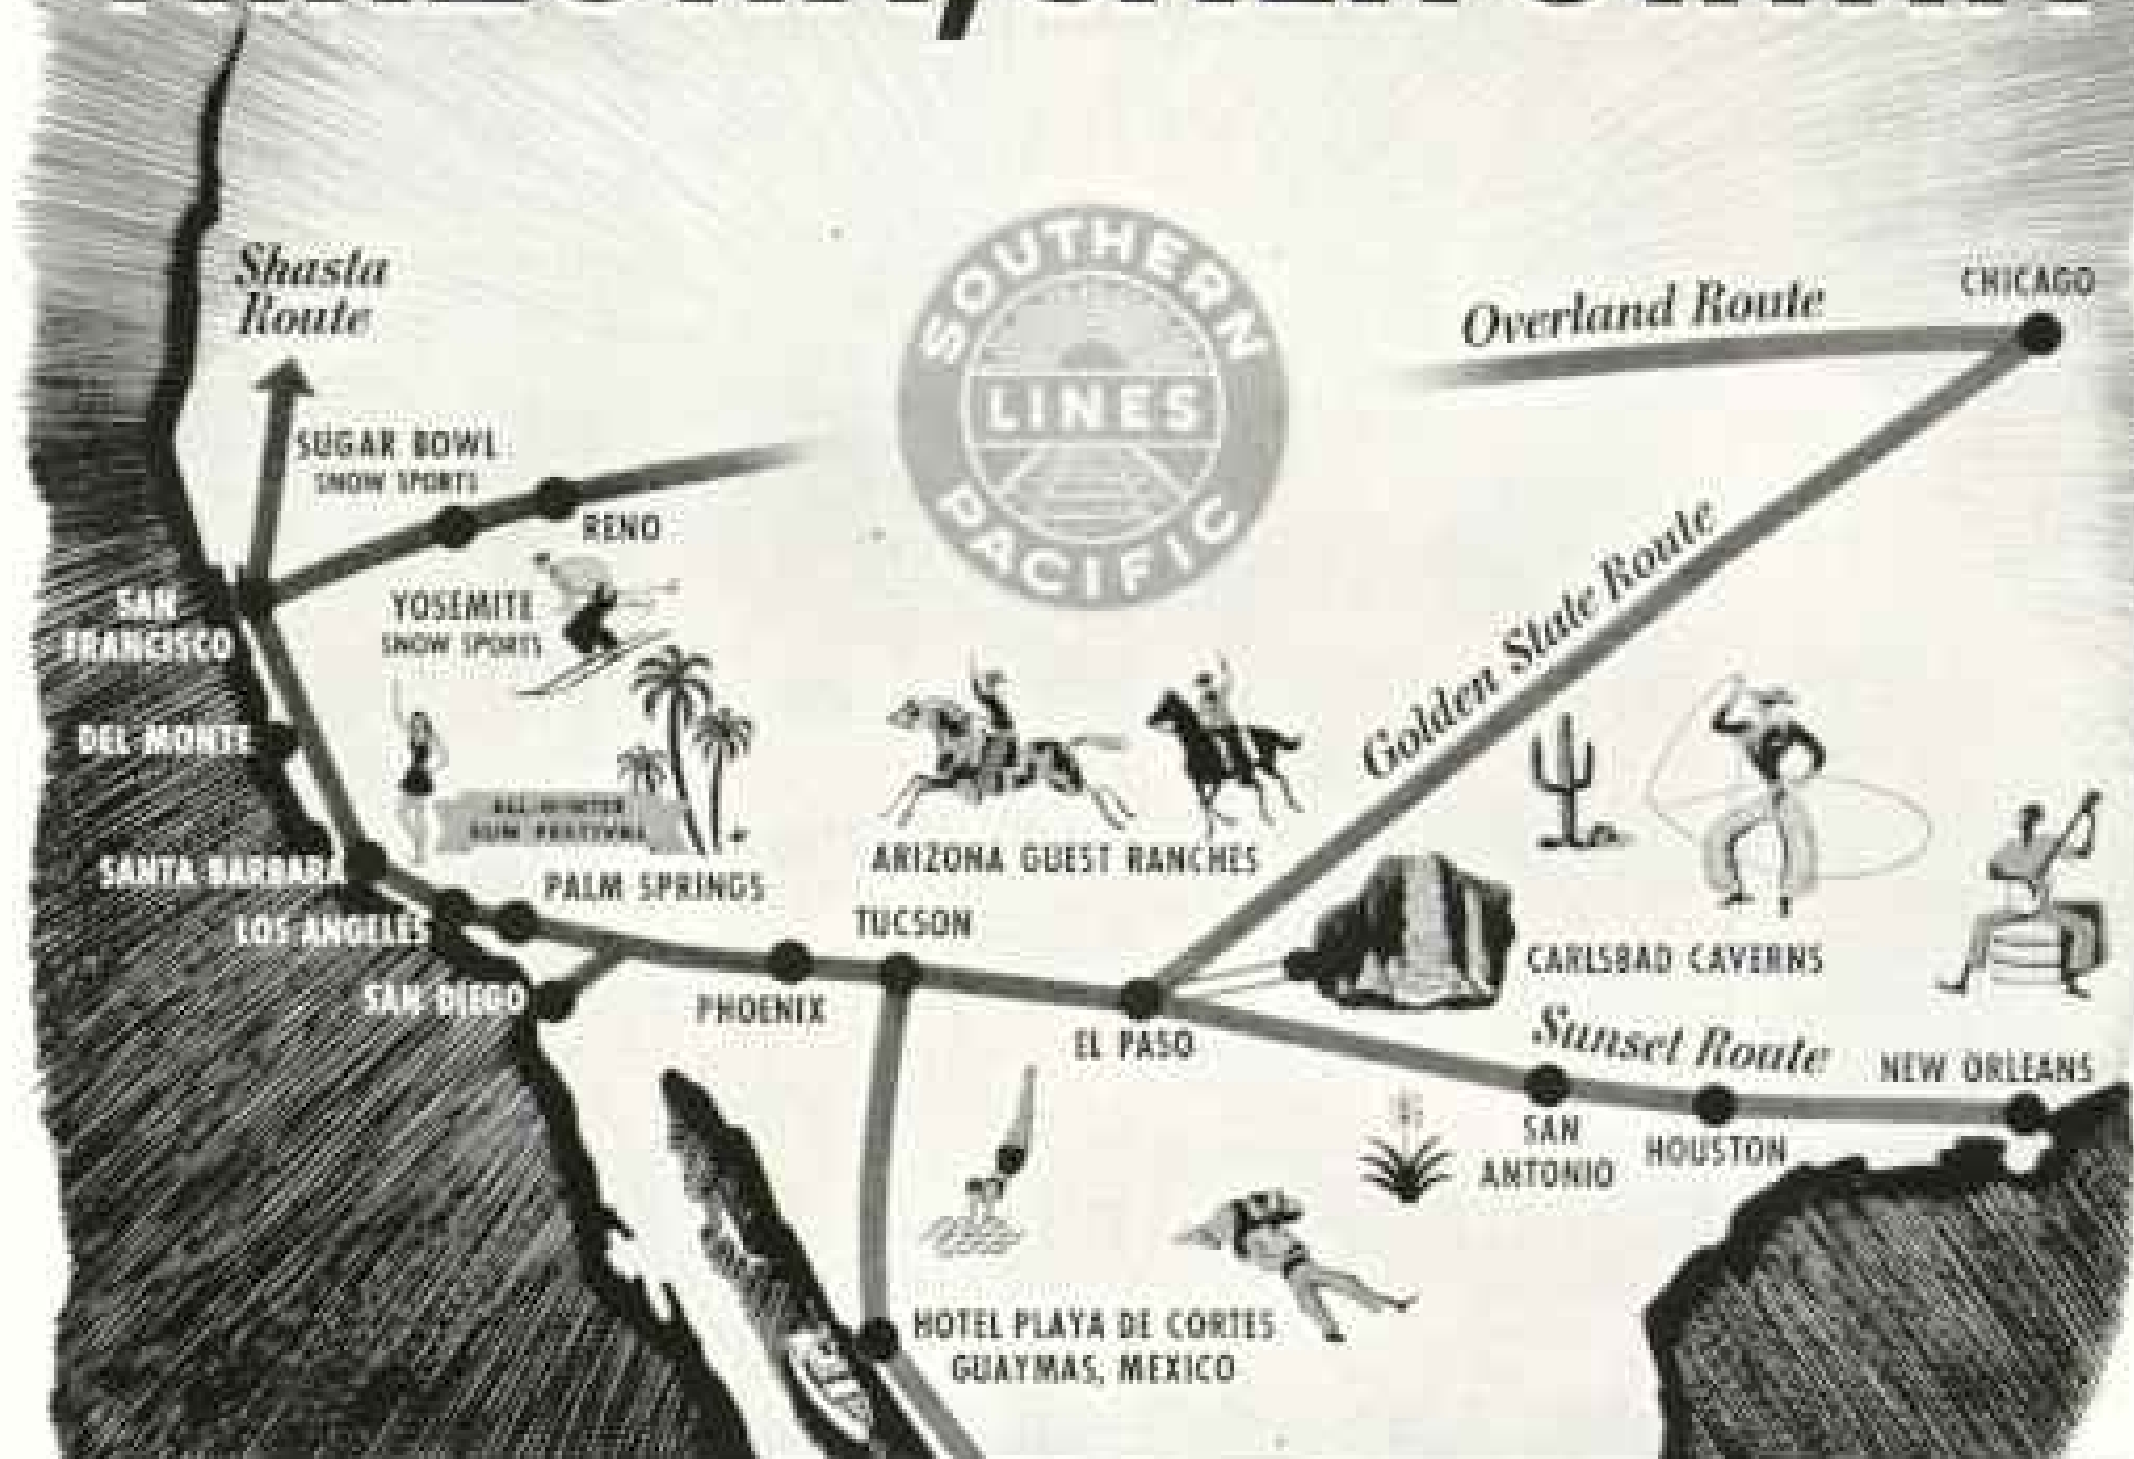 SOUTHERN
LINES
PACIFIC
Shasta
Route
CHICAGO
Overland Route
SUGAR BOWL
SNOW SPORTS
RENO
Golden State Route
SAN
FRANCISCO
YOSEMITE
SNOW SPORTS
DEL MONTE
ALL-WINTER
SUN FESTIVAL
SANTA BARBARA
PALM SPRINGS
ARIZONA GUEST RANCHES
LOS ANGELES
TUCSON
CARLSBAD CAVERNS
SAN DIEGO
PHOENIX
EL PASO
Sunset Route
NEW ORLEANS
SAN
ANTONIO
HOUSTON
HOTEL PLAYA DE CORTES
GUAYMAS, MEXICO